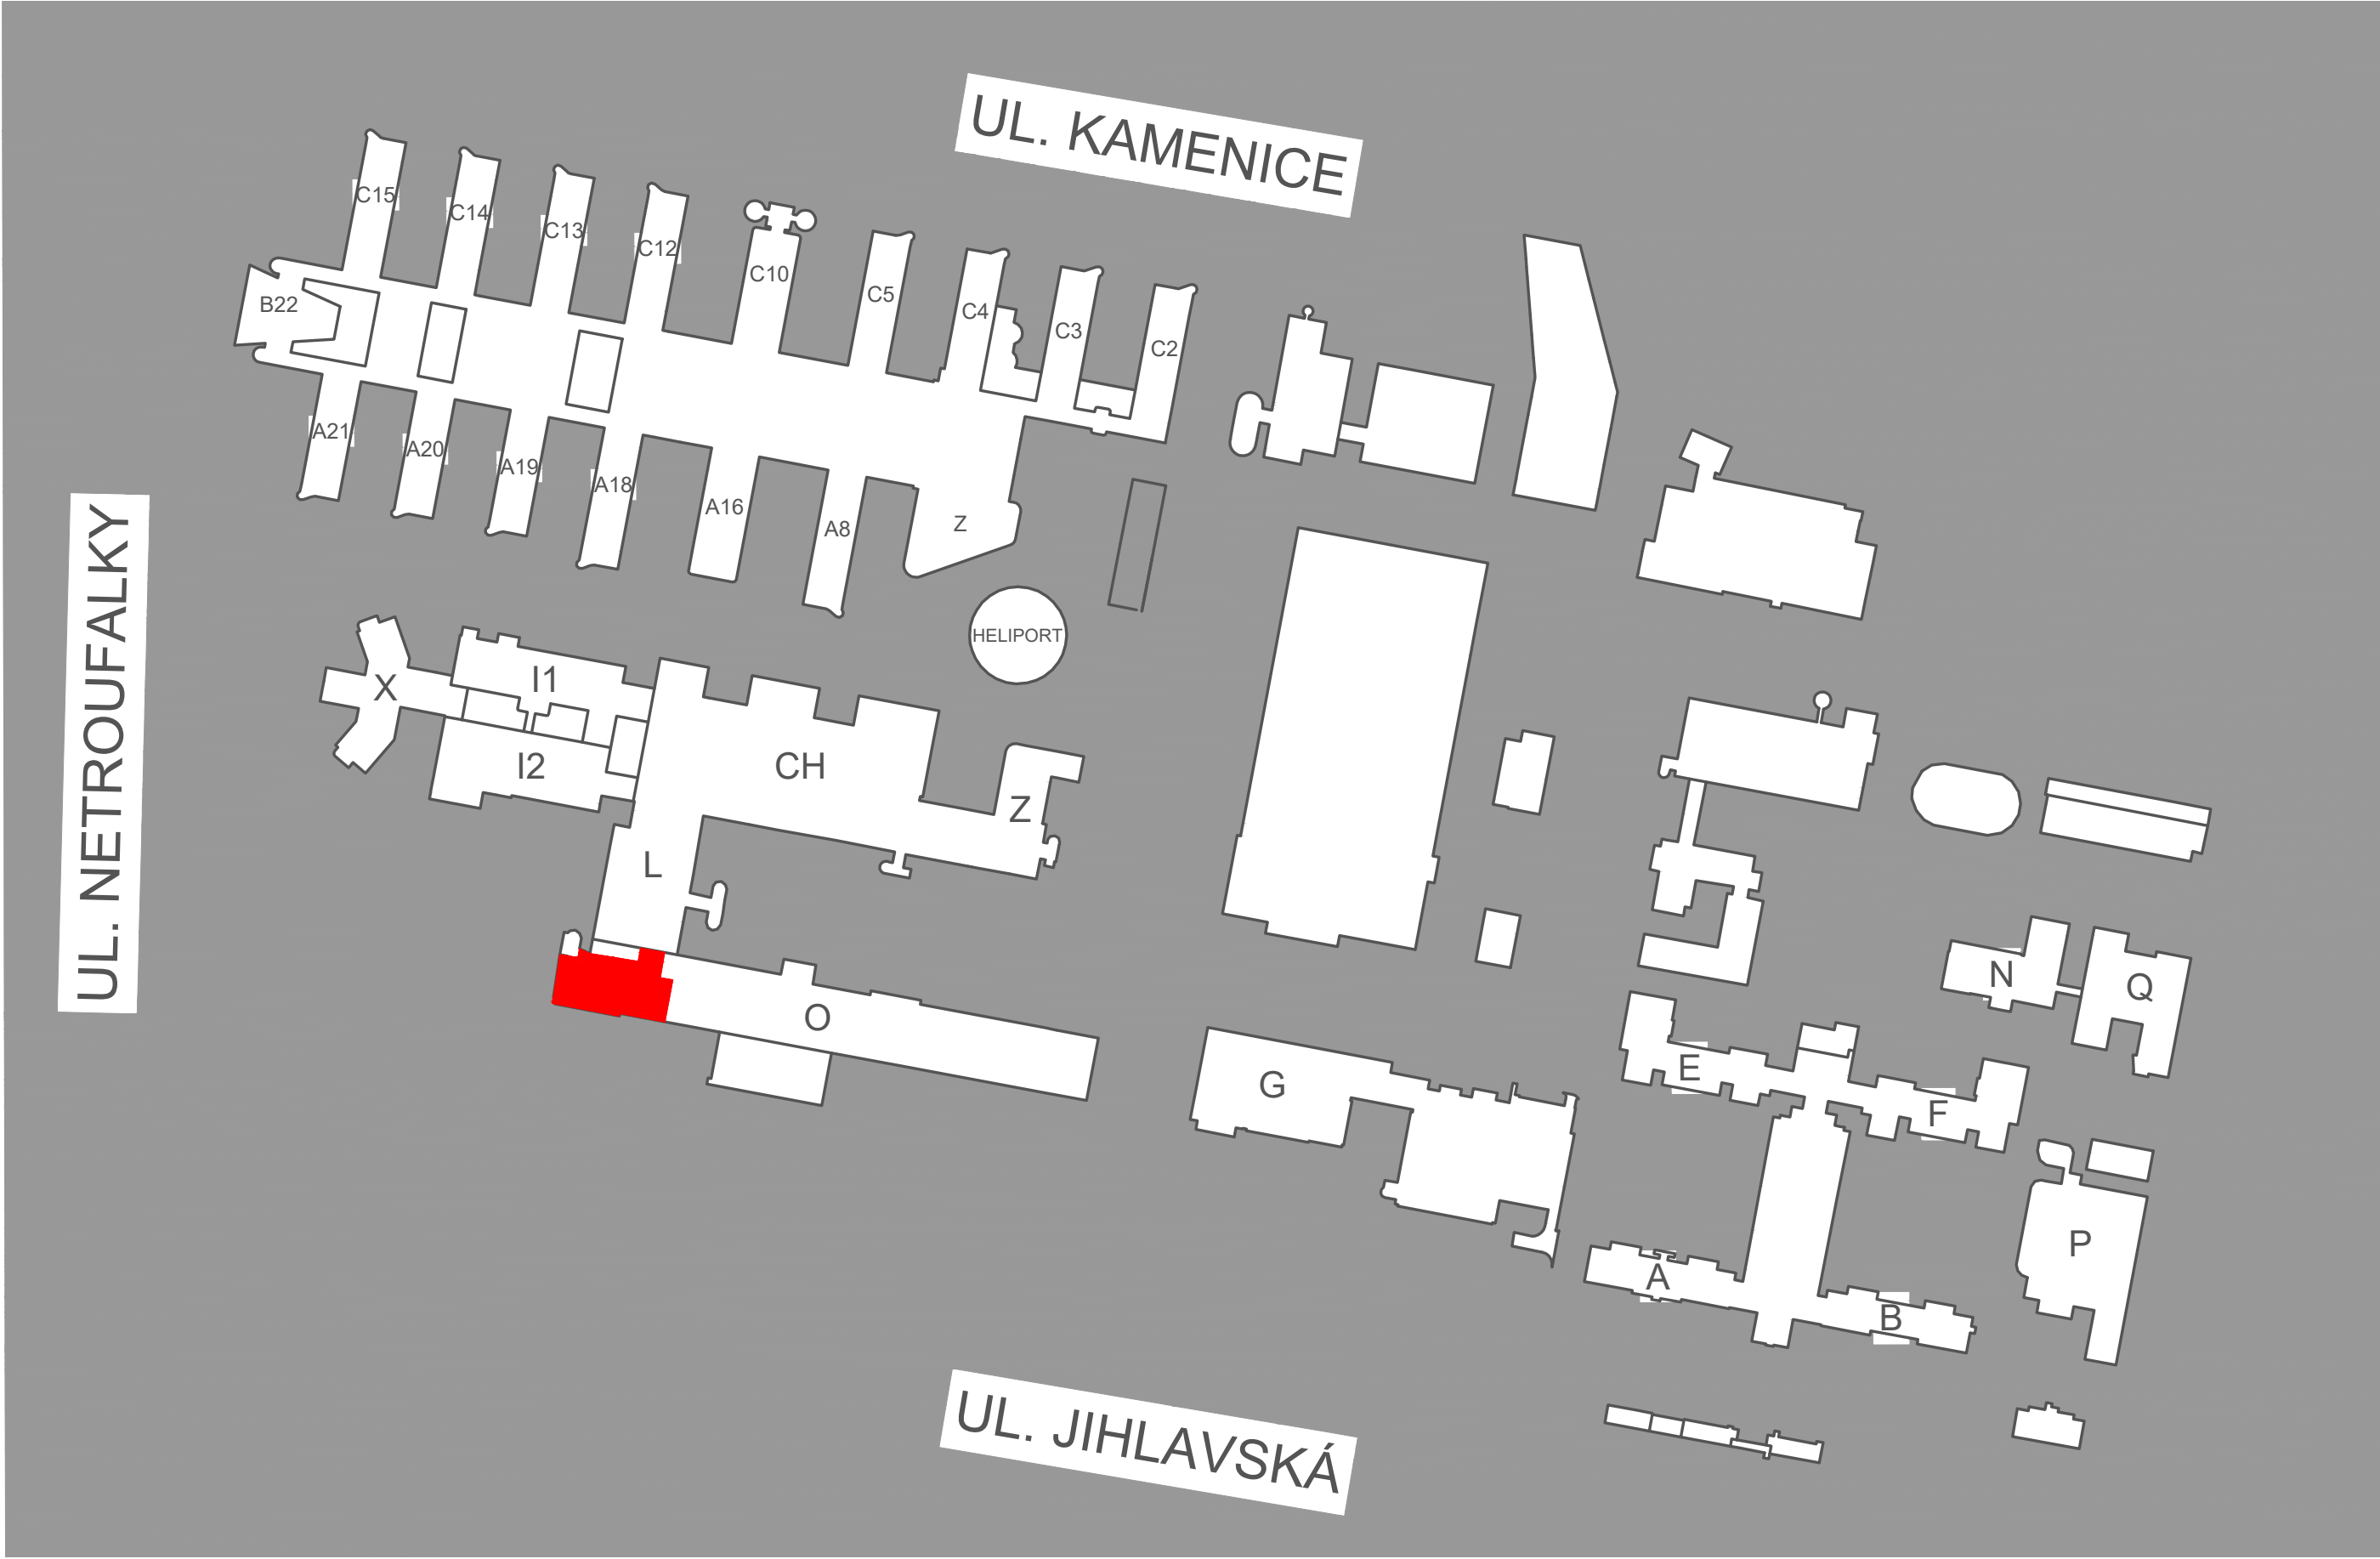 UL. KAMENICE
C15
C14
C13
C12
C10
C5
C4
C3
C2
B22
A21
A20
A19
A18
A16
A8
Z
HELIPORT
UL. NETROUFALKY
X
I1
I2
CH
Z
L
O
G
N
Q
E
F
P
A
B
UL. JIHLAVSKÁ